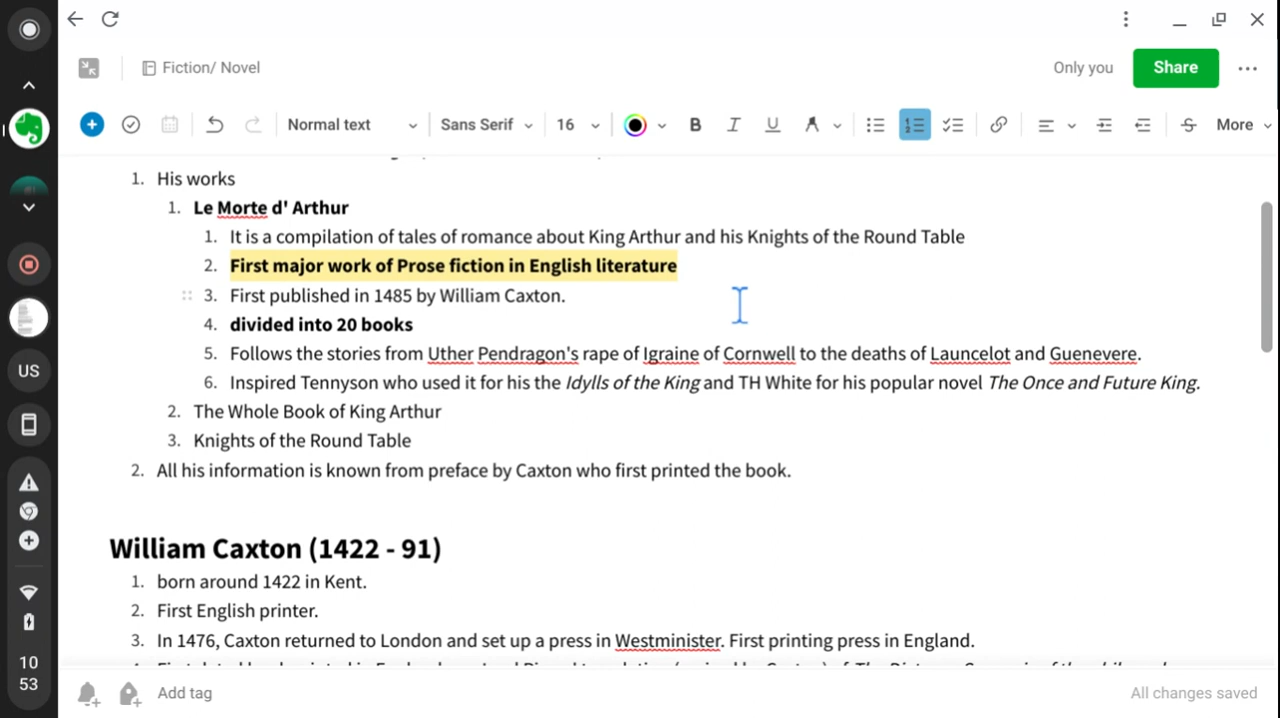 Fiction/ Novel
Only you
Share
Normal text
Sans Serif
16
B
I
U
More
1. His works
1. Le Morte d' Arthur
1. It is a compilation of tales of romance about King Arthur and his Knights of the Round Table
2. First major work of Prose fiction in English literature
3. First published in 1485 by William Caxton.
4. divided into 20 books
5. Follows the stories from Uther Pendragon's rape of Igraine of Cornwell to the deaths of Launcelot and Guenevere.
6. Inspired Tennyson who used it for his the Idylls of the King and TH White for his popular novel The Once and Future King.
2. The Whole Book of King Arthur
3. Knights of the Round Table
2. All his information is known from preface by Caxton who first printed the book.
William Caxton (1422 - 91)
1. born around 1422 in Kent.
2. First English printer.
3. In 1476, Caxton returned to London and set up a press in Westminister. First printing press in England.
US
10
53
Add tag
All changes saved